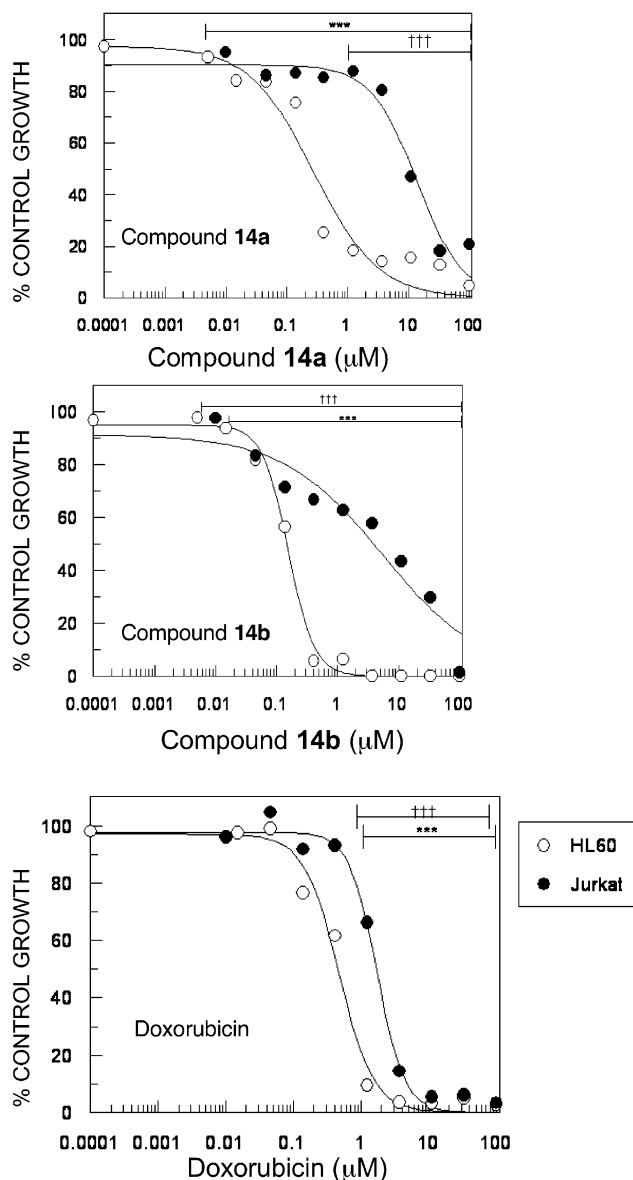 ***
†††
100
80
60
40
20
0
% CONTROL GROWTH
Compound 14a
0.0001 0.001 0.01 0.1 1 10 100
Compound 14a (µM)
†††
***
100
80
60
40
20
0
% CONTROL GROWTH
Compound 14b
0.0001 0.001 0.01 0.1 1 10 100
Compound 14b (µM)
†††
***
100
80
60
40
20
0
% CONTROL GROWTH
Doxorubicin
0.0001 0.001 0.01 0.1 1 10 100
Doxorubicin (µM)
HL60
Jurkat